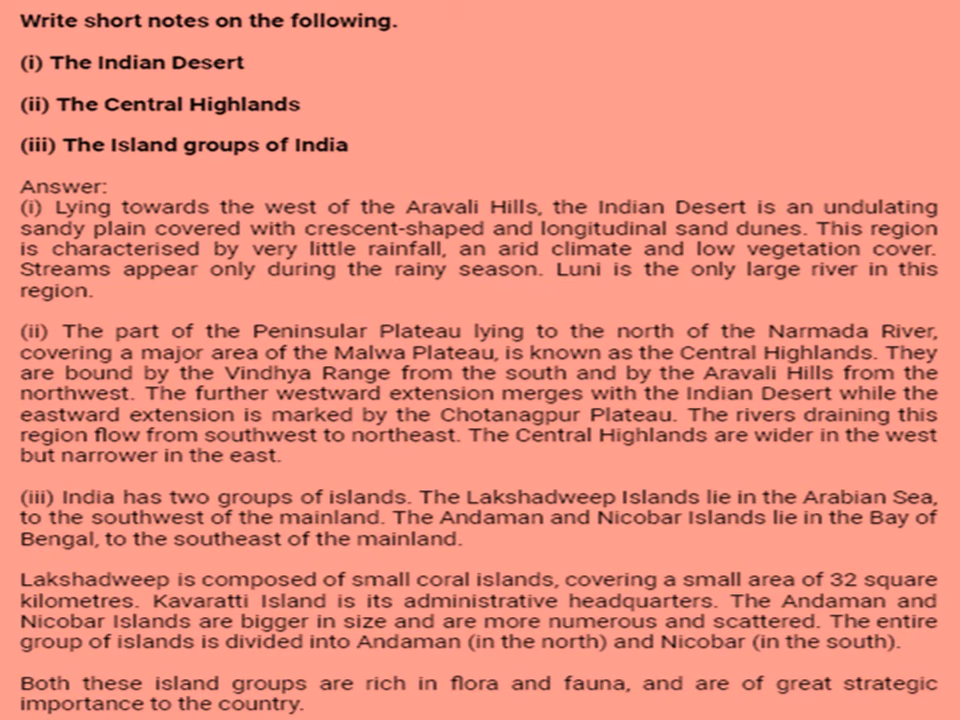 Write short notes on the following.
(i) The Indian Desert
(ii) The Central Highlands
(iii) The Island groups of India
Answer:
(i) Lying towards the west of the Aravali Hills, the Indian Desert is an undulating
sandy plain covered with crescent-shaped and longitudinal sand dunes. This region
is characterised by very little rainfall, an arid climate and low vegetation cover.
Streams appear only during the rainy season. Luni is the only large river in this
region.
(ii) The part of the Peninsular Plateau lying to the north of the Narmada River,
covering a major area of the Malwa Plateau, is known as the Central Highlands. They
are bound by the Vindhya Range from the south and by the Aravali Hills from the
northwest. The further westward extension merges with the Indian Desert while the
eastward extension is marked by the Chotanagpur Plateau. The rivers draining this
region flow from southwest to northeast. The Central Highlands are wider in the west
but narrower in the east.
(iii) India has two groups of islands. The Lakshadweep Islands lie in the Arabian Sea,
to the southwest of the mainland. The Andaman and Nicobar Islands lie in the Bay of
Bengal, to the southeast of the mainland.
Lakshadweep is composed of small coral islands, covering a small area of 32 square
kilometres. Kavaratti Island is its administrative headquarters. The Andaman and
Nicobar Islands are bigger in size and are more numerous and scattered. The entire
group of islands is divided into Andaman (in the north) and Nicobar (in the south).
Both these island groups are rich in flora and fauna, and are of great strategic
importance to the country.